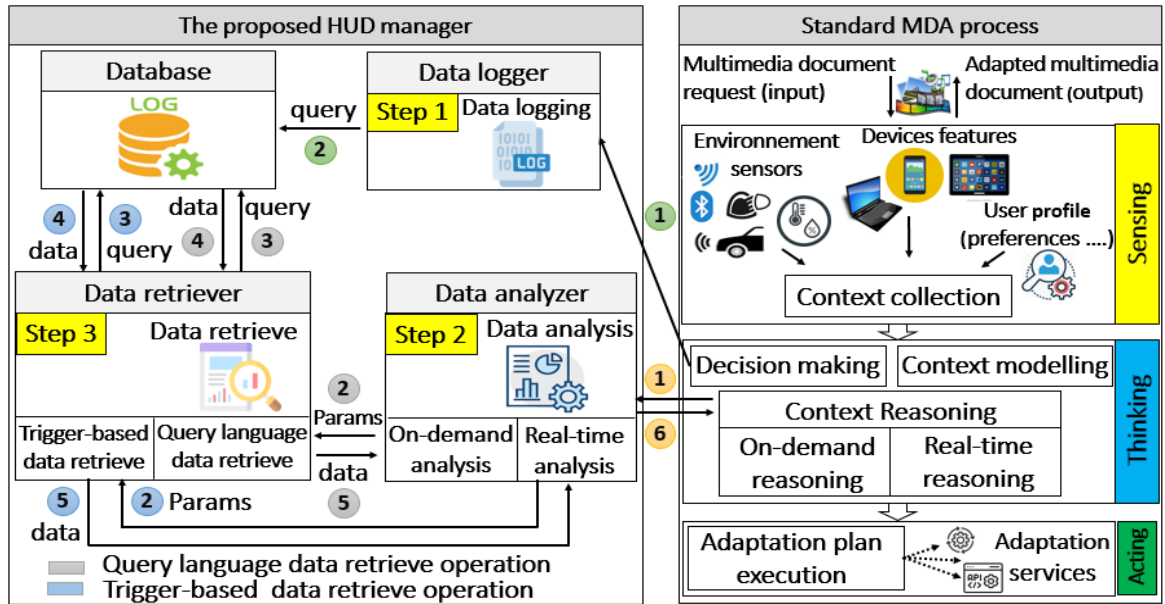 The proposed HUD manager
Database
LOG
query
2
Data logger
Step 1
Data logging
10101
01010
10
LOG
4
data
3
query
data
4
query
3
Data retriever
Step 3
Data retrieve
Trigger-based
data retrieve
Query language
data retrieve
2
Params
data
5
Data analyzer
Step 2
Data analysis
On-demand
analysis
Real-time
analysis
5
data
2
Params
Query language data retrieve operation
Trigger-based data retrieve operation
1
1
6
Standard MDA process
Multimedia document
request (input)
Adapted multimedia
document (output)
Environnement
sensors
Devices features
User profile
(preferences ....)
Context collection
Sensing
Decision making
Context modelling
Context Reasoning
On-demand
reasoning
Real-time
reasoning
Thinking
Adaptation plan
execution
API
Adaptation
services
Acting